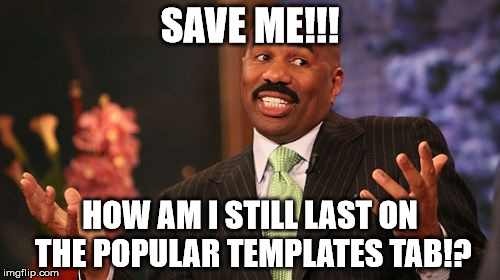 SAVE ME!!!
HOW AM I STILL LAST ON
THE POPULAR TEMPLATES TAB!?
imgflip.com